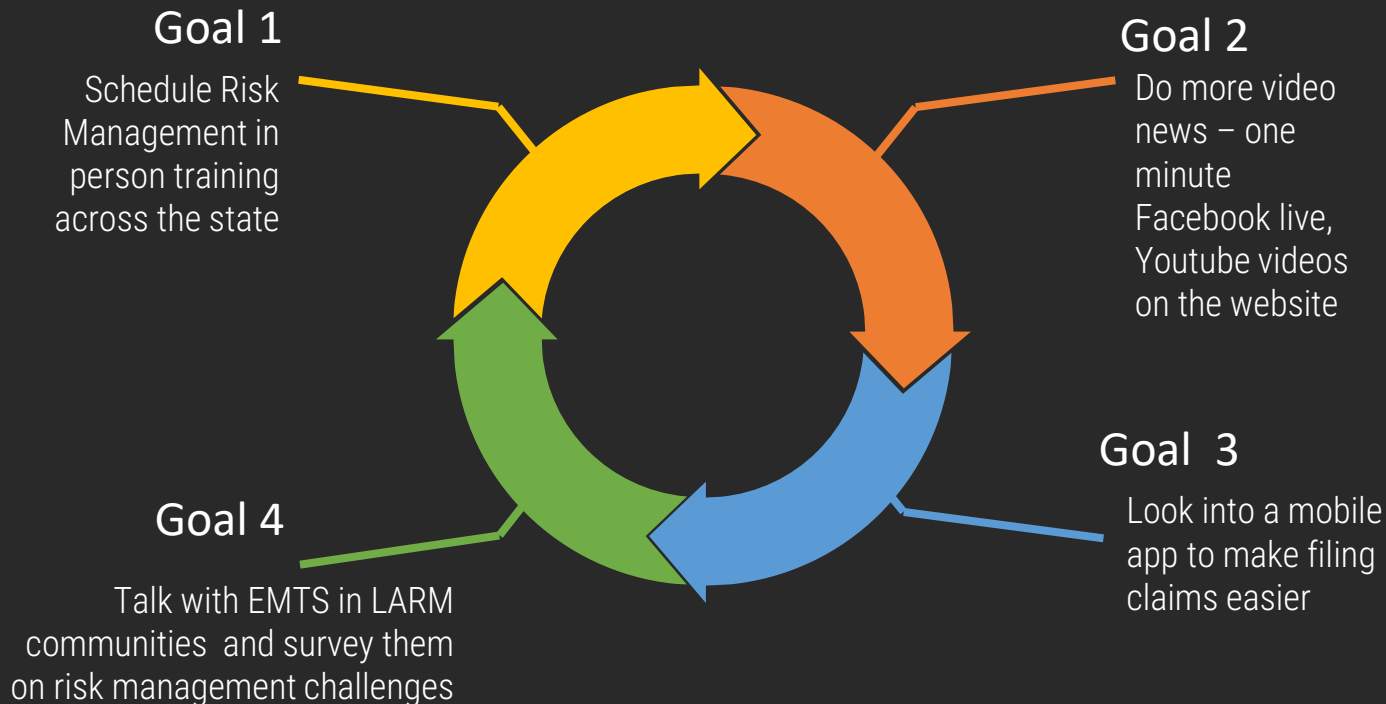 Goal 1
Schedule Risk
Management in
person training
across the state
Goal 2
Do more video
news – one
minute
Facebook live,
Youtube videos
on the website
Goal  3
Look into a mobile
app to make filing
claims easier
Goal 4
Talk with EMTS in LARM
communities  and survey them
on risk management challenges